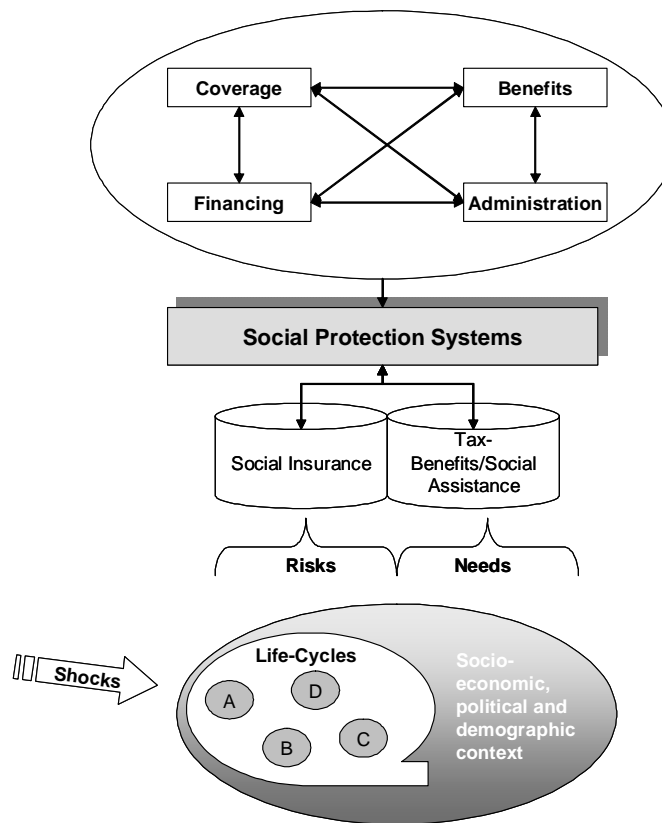 Coverage
Benefits
Financing
Administration
Social Protection Systems
Social Insurance
Tax-
Benefits/Social
Assistance
Risks
Needs
Shocks
Life-Cycles
A
D
B
C
Socio-
economic,
political and
demographic
context